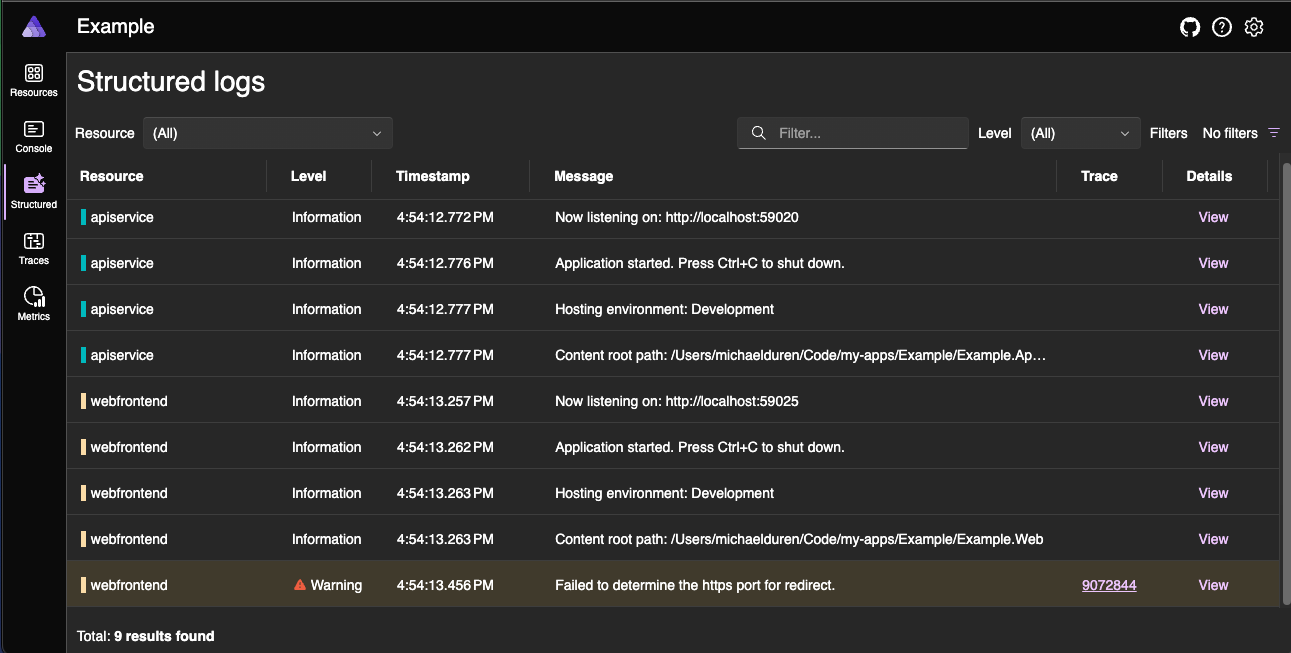 Example
Resources
Console
Structured
Traces
Metrics
Structured logs
Resource (All) Filter... Level (All) Filters No filters
Resource Level Timestamp Message Trace Details
apiservice Information 4:54:12.772 PM Now listening on: http://localhost:59020 View
apiservice Information 4:54:12.776 PM Application started. Press Ctrl+C to shut down. View
apiservice Information 4:54:12.777 PM Hosting environment: Development View
apiservice Information 4:54:12.777 PM Content root path: /Users/michaelduren/Code/my-apps/Example/Example.Ap... View
webfrontend Information 4:54:13.257 PM Now listening on: http://localhost:59025 View
webfrontend Information 4:54:13.262 PM Application started. Press Ctrl+C to shut down. View
webfrontend Information 4:54:13.263 PM Hosting environment: Development View
webfrontend Information 4:54:13.263 PM Content root path: /Users/michaelduren/Code/my-apps/Example/Example.Web View
webfrontend Warning 4:54:13.456 PM Failed to determine the https port for redirect. 9072844 View
Total: 9 results found